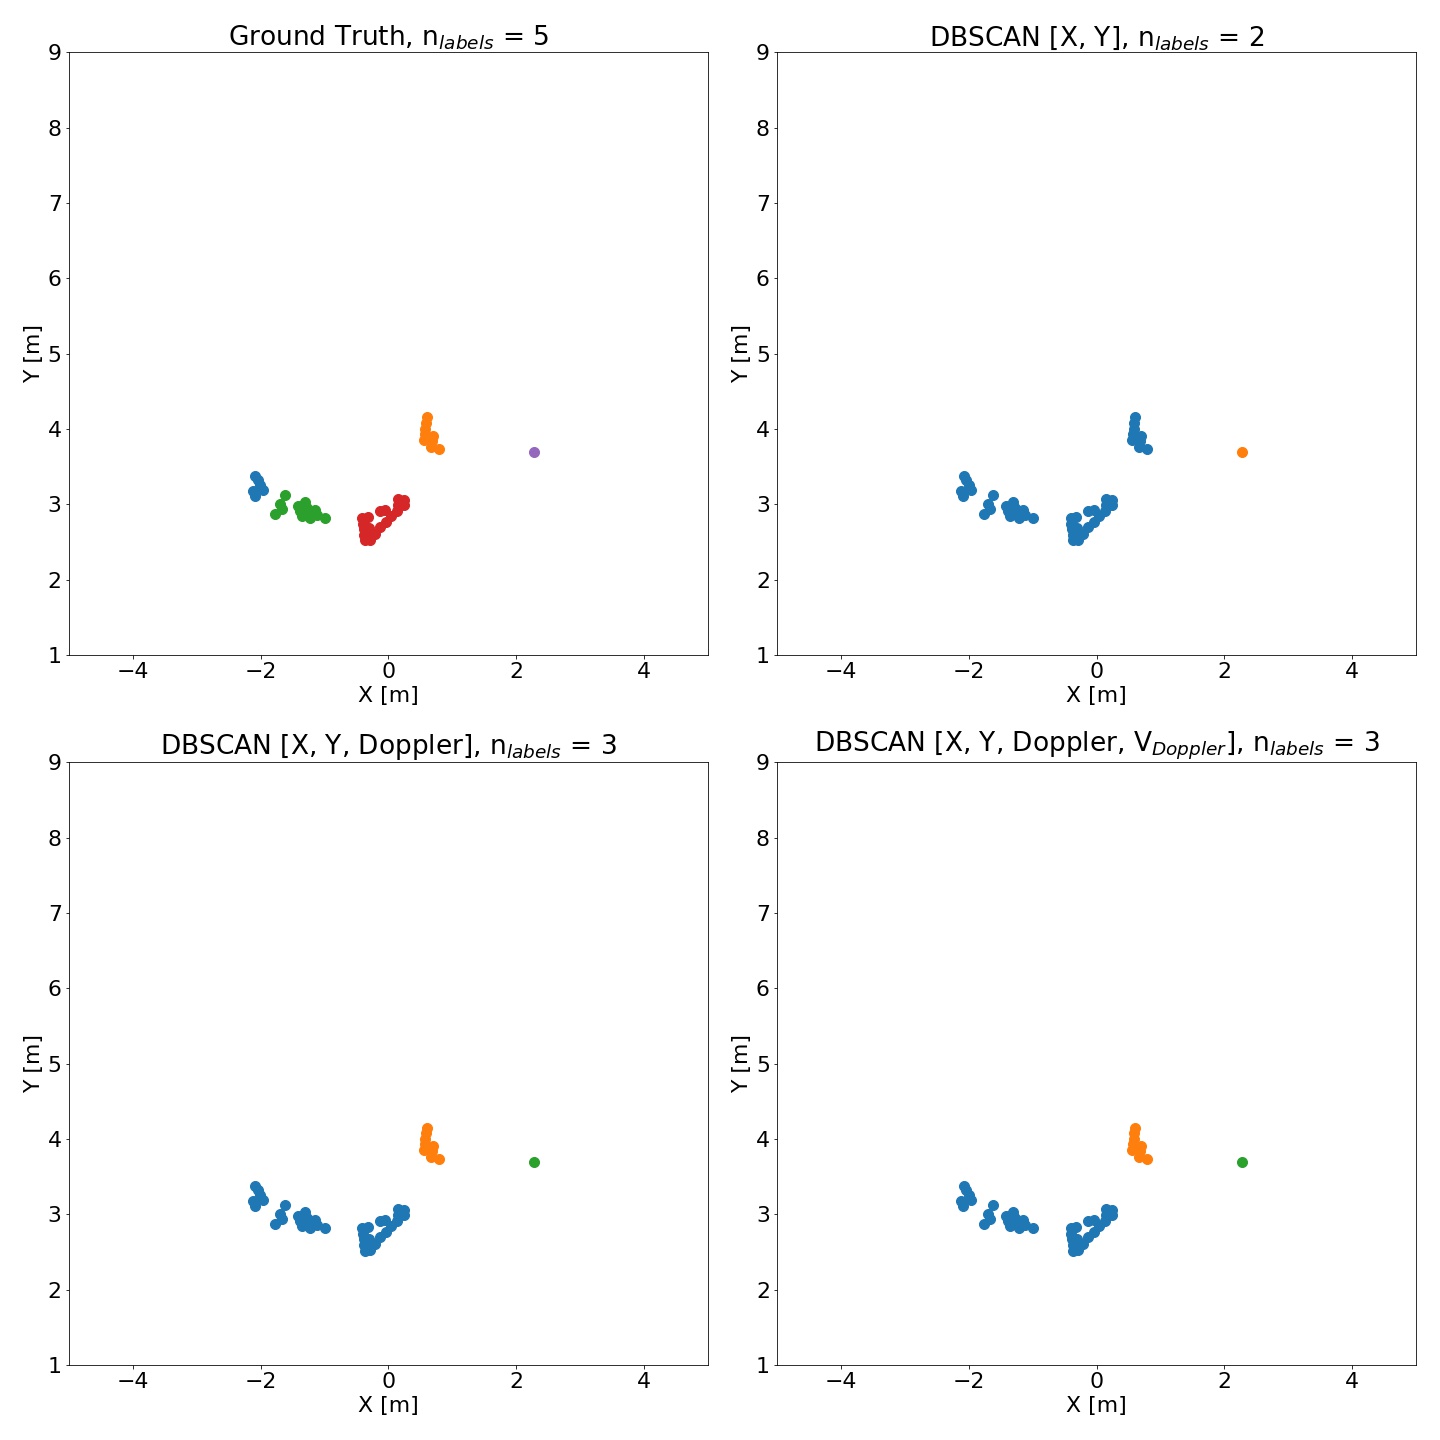 Ground Truth, n_labels = 5
9
8
7
6
5
4
3
2
1
Y [m]
−4 −2 0 2 4
X [m]
DBSCAN [X, Y], n_labels = 2
9
8
7
6
5
4
3
2
1
Y [m]
−4 −2 0 2 4
X [m]
DBSCAN [X, Y, Doppler], n_labels = 3
9
8
7
6
5
4
3
2
1
Y [m]
−4 −2 0 2 4
X [m]
DBSCAN [X, Y, Doppler, V_Doppler], n_labels = 3
9
8
7
6
5
4
3
2
1
Y [m]
−4 −2 0 2 4
X [m]